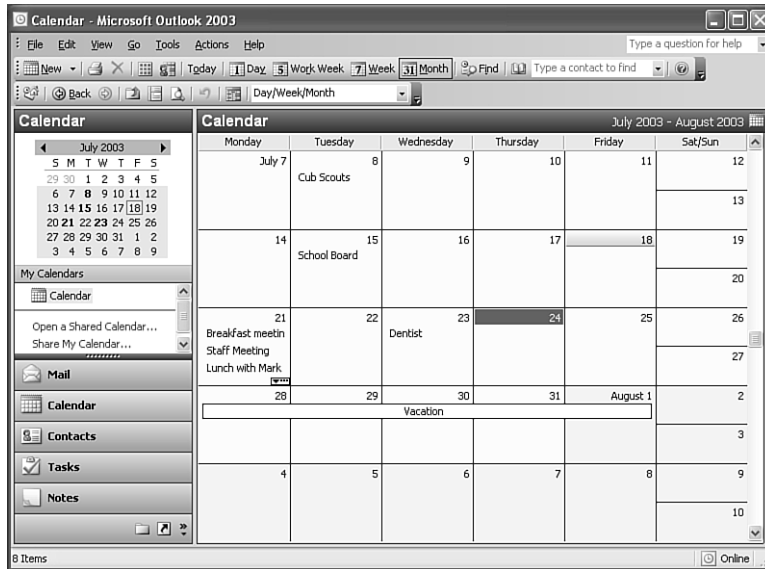 Calendar - Microsoft Outlook 2003
File Edit View Go Tools Actions Help
Type a question for help
New Today 1 Day 5 Work Week 7 Week 31 Month Find Type a contact to find
Back Day/Week/Month
Calendar
July 2003
S M T W T F S
29 30 1 2 3 4 5
6 7 8 9 10 11 12
13 14 15 16 17 18 19
20 21 22 23 24 25 26
27 28 29 30 31 1 2
3 4 5 6 7 8 9
My Calendars
Calendar
Open a Shared Calendar...
Share My Calendar...
Mail
Calendar
Contacts
Tasks
Notes
Calendar
July 2003 - August 2003
Monday Tuesday Wednesday Thursday Friday Sat/Sun
July 7 8 9 10 11 12
Cub Scouts
13
14 15 16 17 18 19
School Board
20
21 22 23 24 25 26
Breakfast meetin Dentist
Staff Meeting
27
Lunch with Mark
28 29 30 31 August 1 2
Vacation
3
4 5 6 7 8 9
10
8 Items
Online